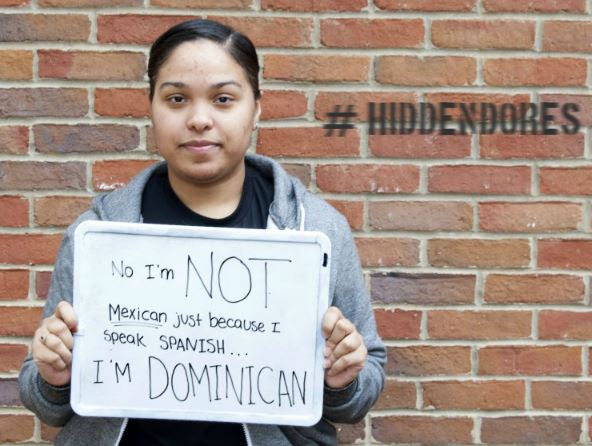 # HIDDENDORES
No I'm NOT
Mexican just because I
speak SPANISH...
I'M DOMINICAN